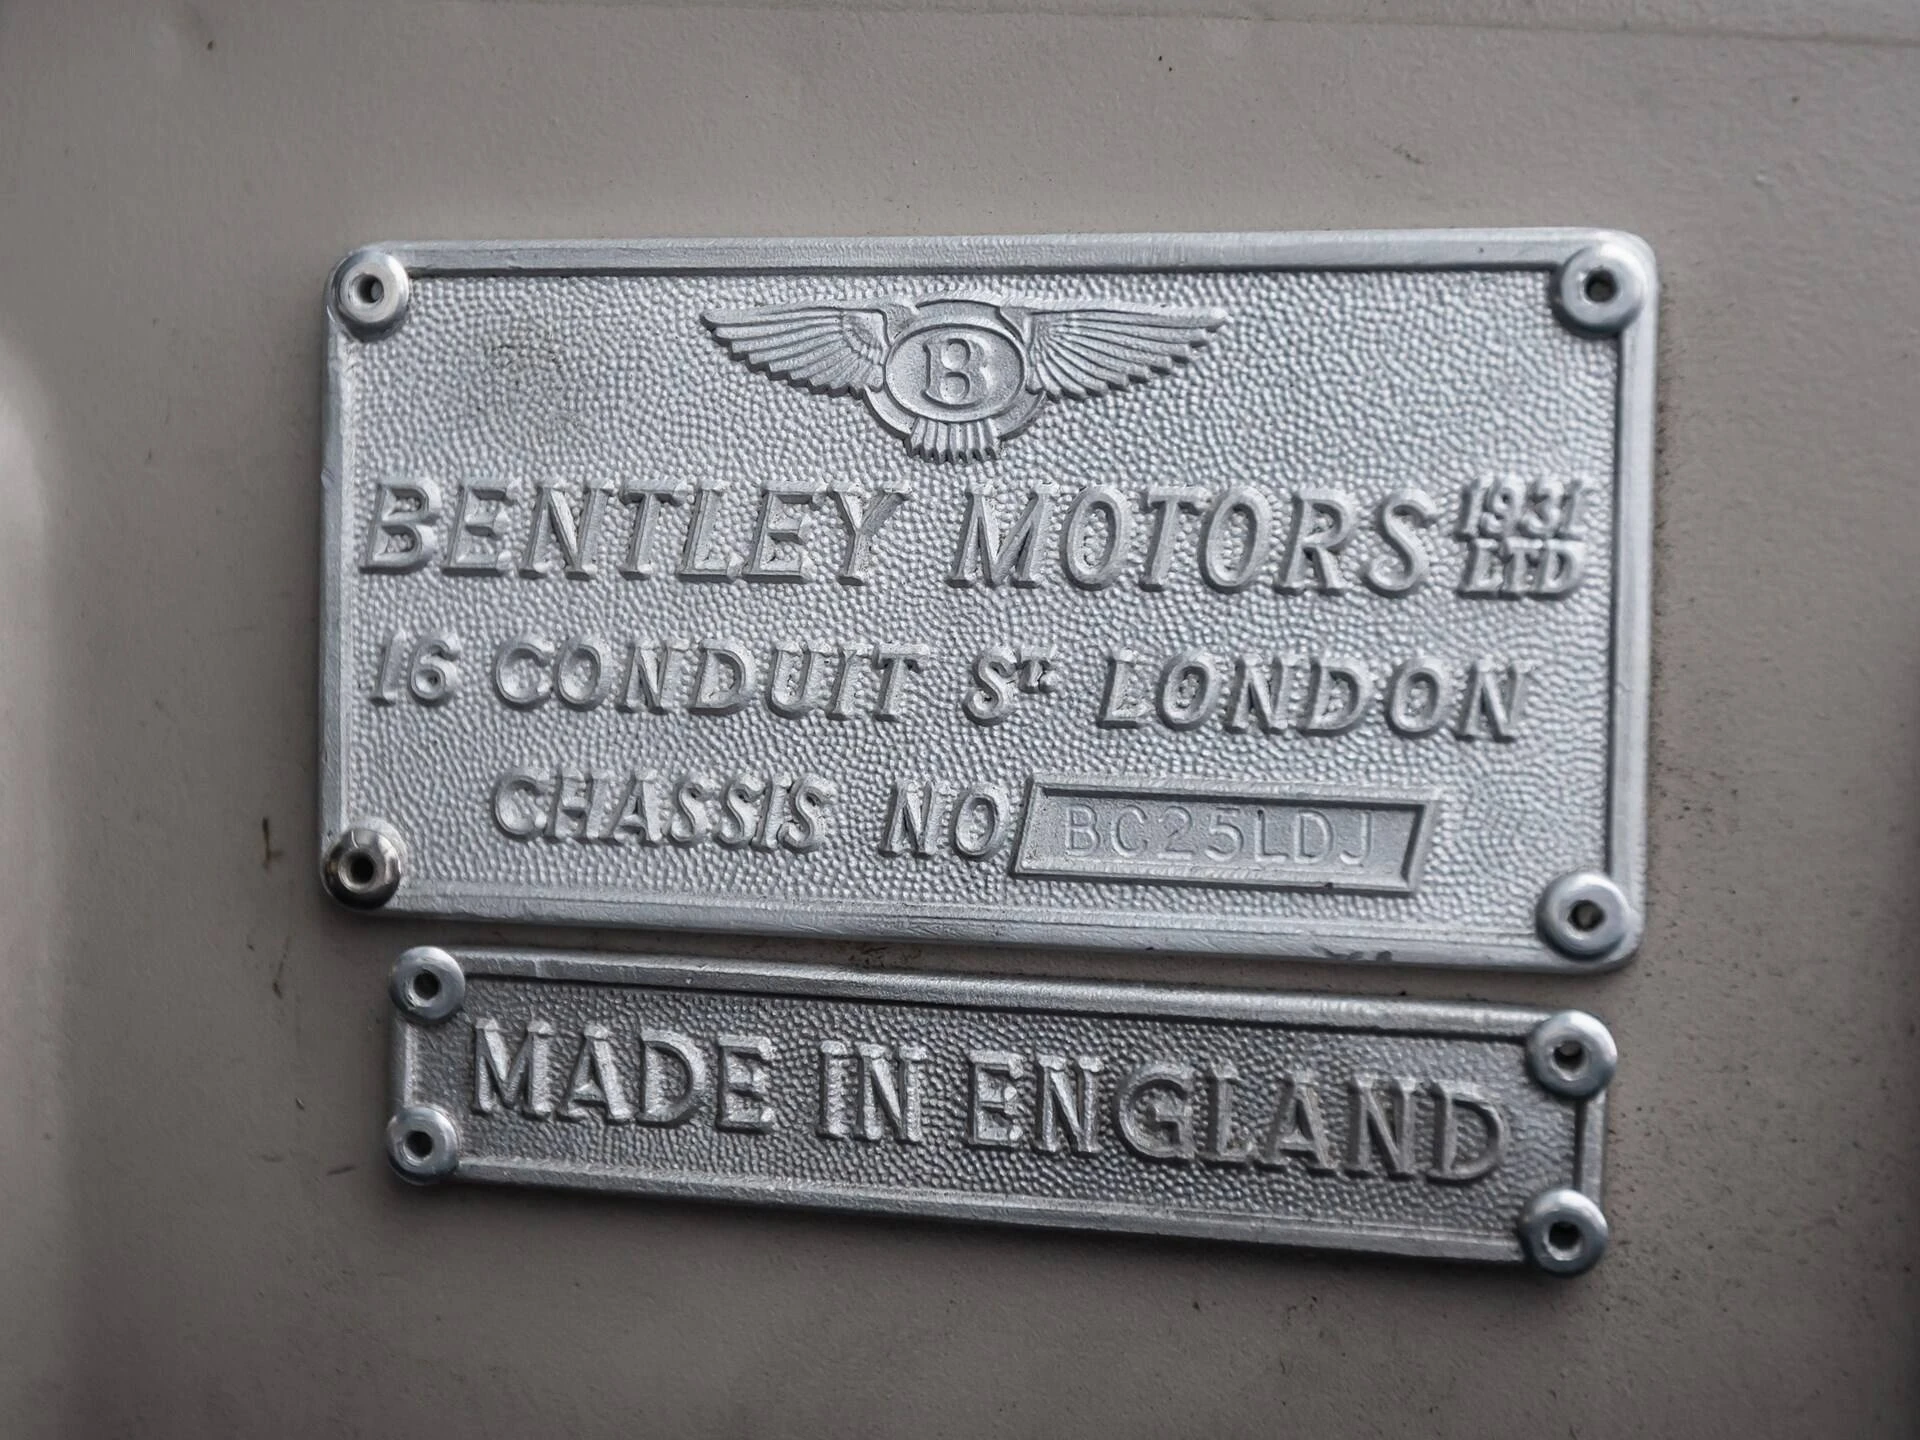 B
BENTLEY MOTORS 1931 LTD
16 CONDUIT ST LONDON
CHASSIS NO BC25LDJ
MADE IN ENGLAND